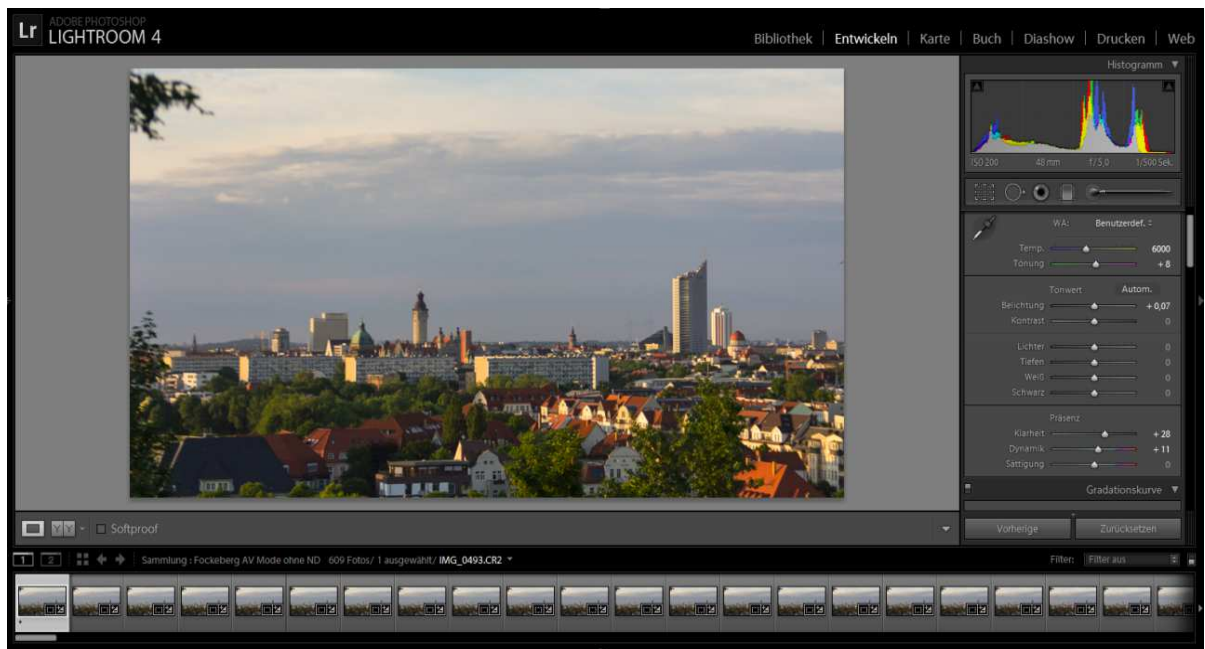 Lr
ADOBE PHOTOSHOP
LIGHTROOM 4
Bibliothek | Entwickeln | Karte | Buch | Diashow | Drucken | Web
Histogramm
ISO 200 48 mm f/5,0 1/500 Sek.
WA: Benutzerdef.
Temp. 6000
Tönung + 8
Tonwert Autom.
Belichtung + 0,07
Kontrast 0
Lichter 0
Tiefen 0
Weiß 0
Schwarz 0
Präsenz
Klarheit + 28
Dynamik + 11
Sättigung 0
Gradationskurve
Y Y Softproof
Vorherige Zurücksetzen
1 2 Sammlung : Fockeberg AV Mode ohne ND 609 Fotos/ 1 ausgewählt/ IMG_0493.CR2 Filter: Filter aus